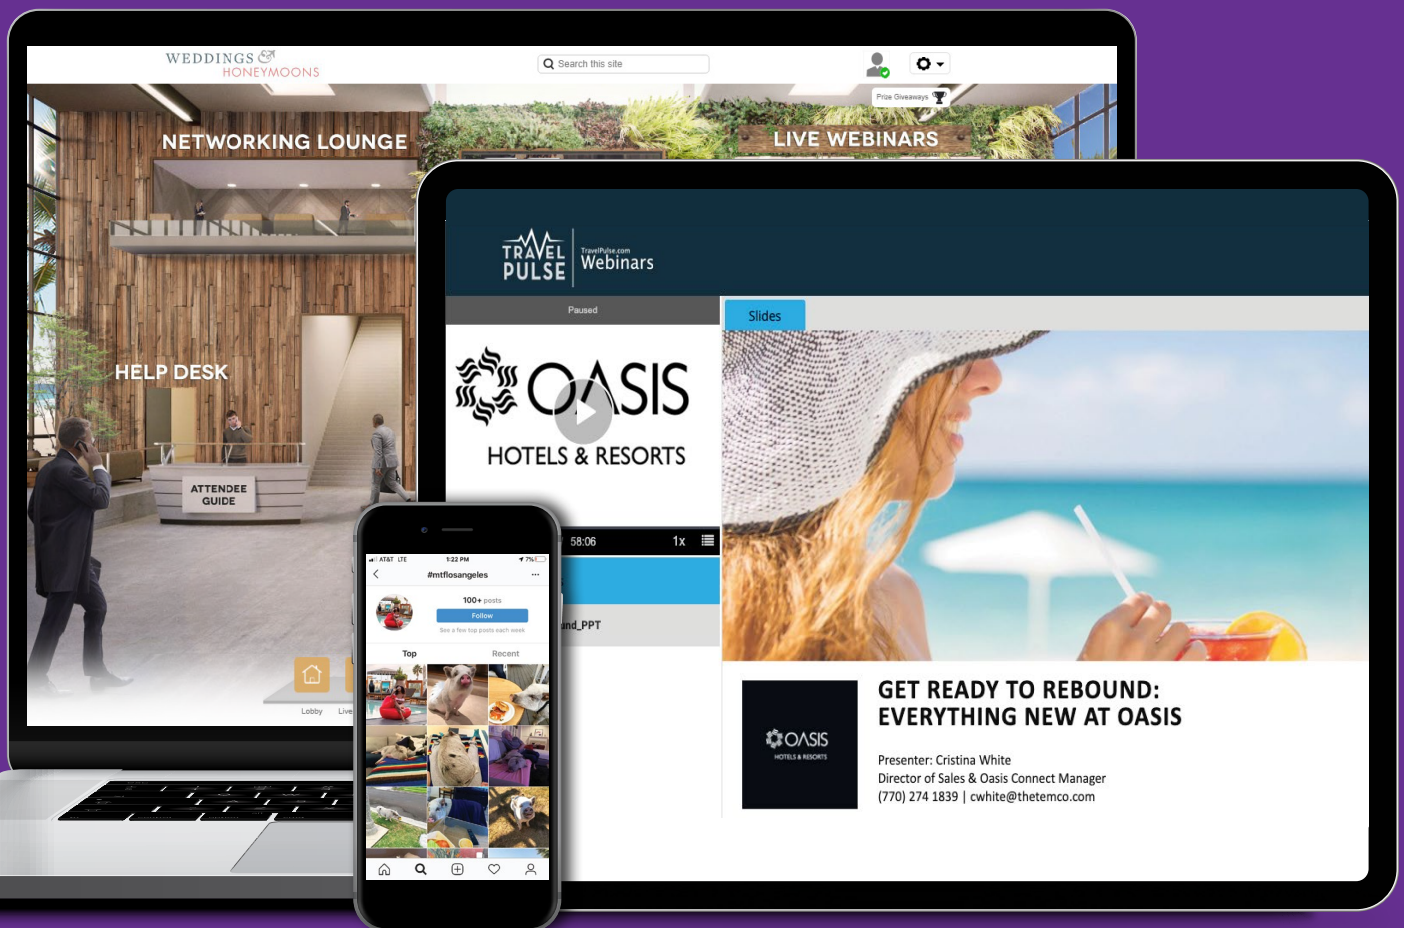 WEDDINGS &
HONEYMOONS
Search this site
Prize Giveaways
NETWORKING LOUNGE
LIVE WEBINARS
HELP DESK
ATTENDEE
GUIDE
Lobby
TRAVEL
PULSE
TravelPulse.com
Webinars
Paused
Slides
OASIS
HOTELS & RESORTS
58:06
1x
und_PPT
OASIS
HOTELS & RESORTS
GET READY TO REBOUND:
EVERYTHING NEW AT OASIS
Presenter: Cristina White
Director of Sales & Oasis Connect Manager
(770) 274 1839 | cwhite@thetemco.com
AT&T LTE
1:22 PM
7%
#mtflosangeles
100+ posts
Follow
See a few top posts each week
Top
Recent